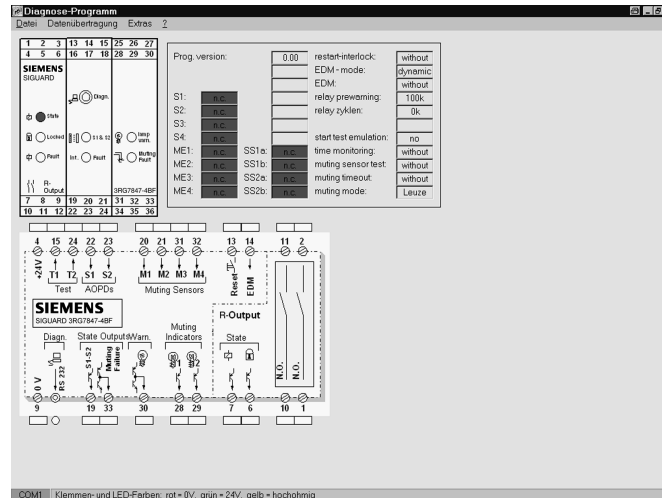 Diagnose-Programm
Datei Datenübertragung Extras ?
1 2 3 13 14 15 25 26 27
4 5 6 16 17 18 28 29 30
SIEMENS
SIGUARD
Diagn.
State
Locked S1 & S2 lamp warn.
Fault Int. Fault Muting Fault
R-Output
3RG7847-4BF
7 8 9 19 20 21 31 32 33
10 11 12 22 23 24 34 35 36
Prog. version: 0.00 restart-interlock: without
EDM - mode: dynamic
EDM: without
S1: n.c. relay prewarning: 100k
S2: n.c. relay zyklen: 0k
S3: n.c.
S4: n.c. start test emulation: no
ME1: n.c. SS1a: n.c. time monitoring: without
ME2: n.c. SS1b: n.c. muting sensor test: without
ME3: n.c. SS2a: n.c. muting timeout: without
ME4: n.c. SS2b: n.c. muting mode: Leuze
4 15 24 22 23 20 21 31 32 13 14 11 2
+24V T1 T2 S1 S2 M1 M2 M3 M4 Reset EDM
Test AOPDs Muting Sensors
SIEMENS
SIGUARD 3RG7847-4BF
R-Output
Diagn. State Outputs Warn. Muting Indicators State
RS 232 S1-S2 Muting Failure 1 2
0 V N.O. N.O.
9 19 33 30 28 29 7 6 10 1
COM1 Klemmen- und LED-Farben: rot = 0V, grün = 24V, gelb = hochohmig